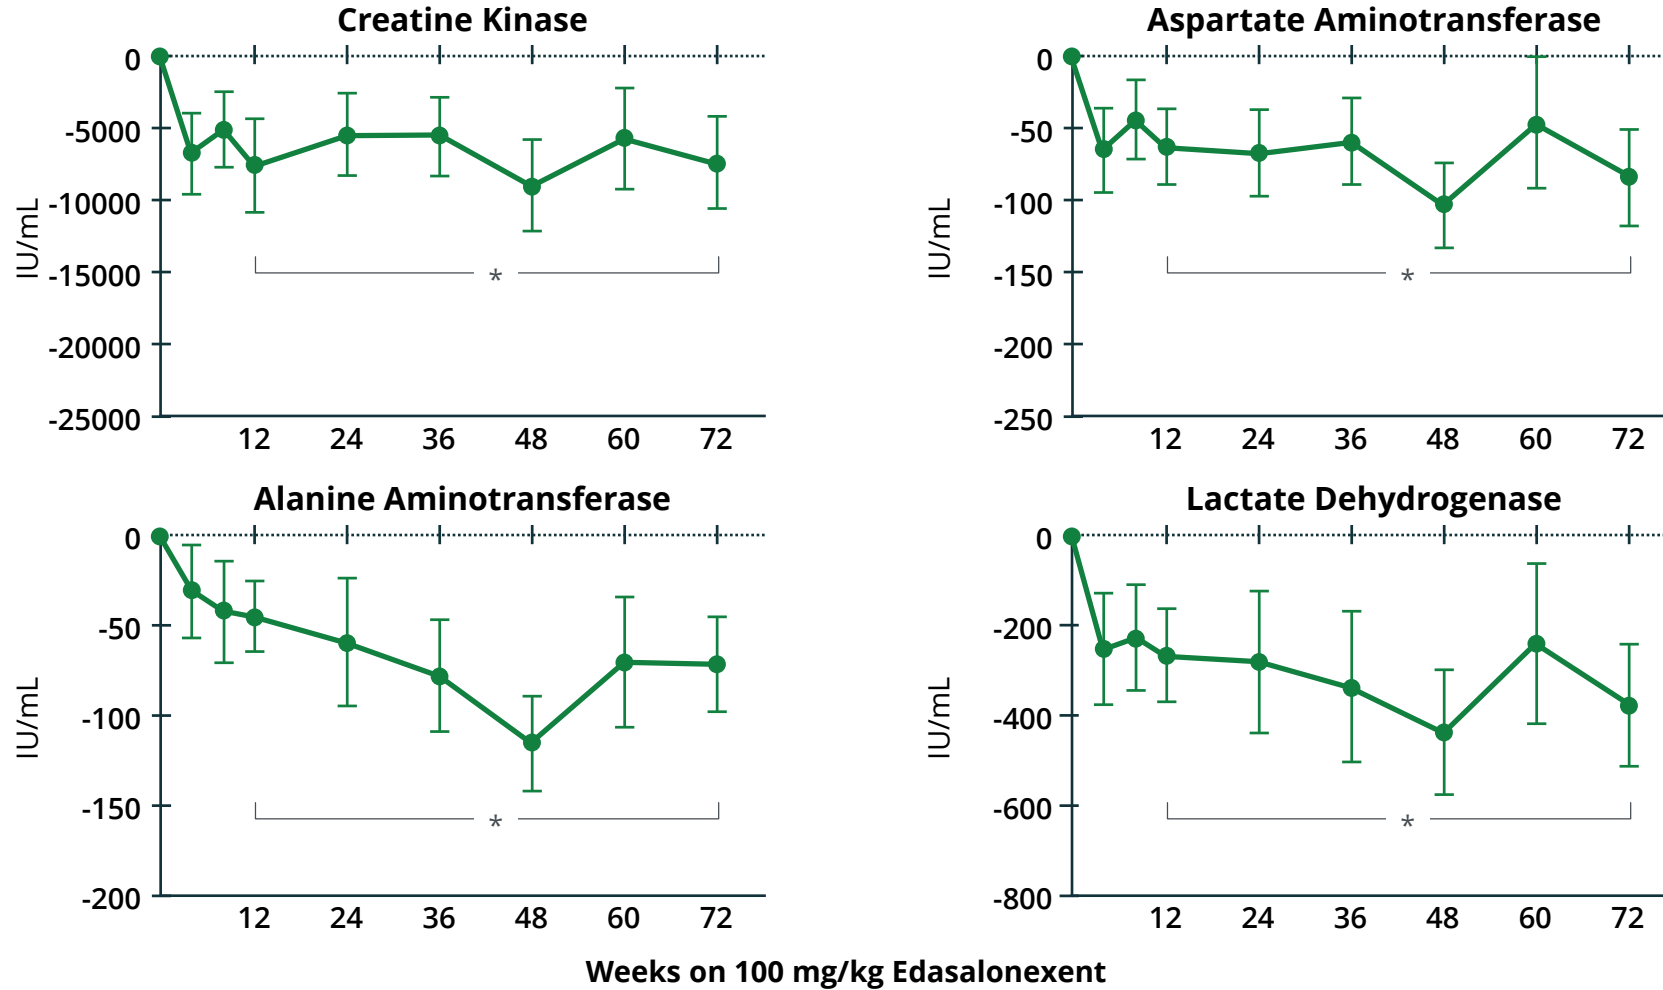 Creatine Kinase
IU/mL
0
-5000
-10000
-15000
-20000
-25000
*
12 24 36 48 60 72
Aspartate Aminotransferase
IU/mL
0
-50
-100
-150
-200
-250
*
12 24 36 48 60 72
Alanine Aminotransferase
IU/mL
0
-50
-100
-150
-200
*
12 24 36 48 60 72
Lactate Dehydrogenase
IU/mL
0
-200
-400
-600
-800
*
12 24 36 48 60 72
Weeks on 100 mg/kg Edasalonexent